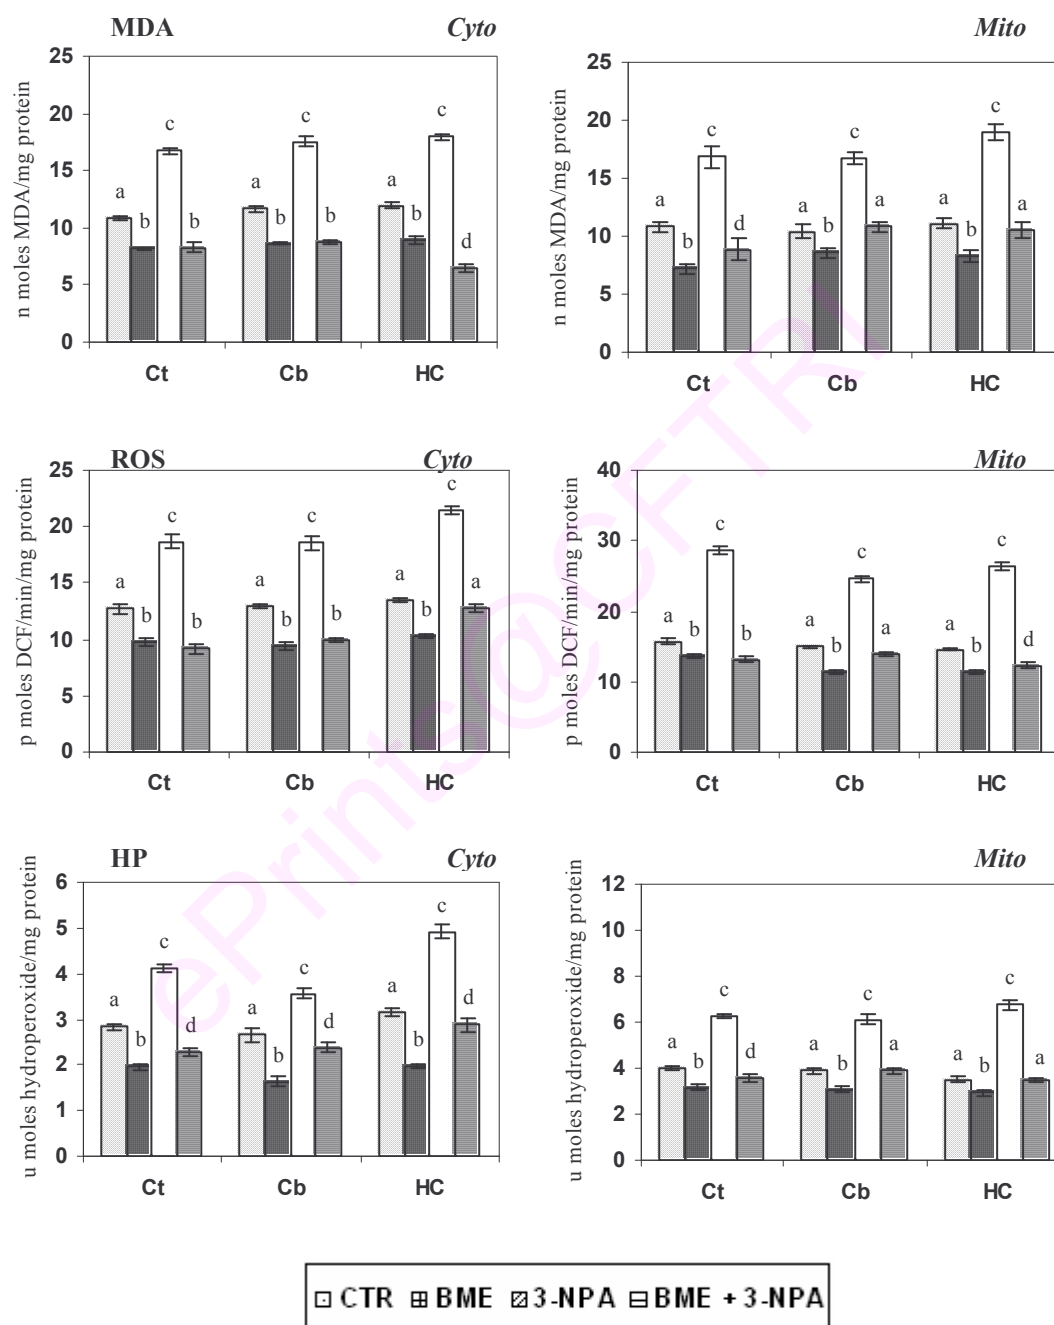 MDA Cyto
n moles MDA/mg protein
25
20
15
10
5
0
a b c b
a b c b
a b c d
Ct Cb HC
Mito
n moles MDA/mg protein
25
20
15
10
5
0
a b c d
a b c a
a b c a
Ct Cb HC
ROS Cyto
p moles DCF/min/mg protein
25
20
15
10
5
0
a b c b
a b c b
a b c a
Ct Cb HC
Mito
p moles DCF/min/mg protein
40
30
20
10
0
a b c b
a b c a
a b c d
Ct Cb HC
HP Cyto
u moles hydroperoxide/mg protein
6
5
4
3
2
1
0
a b c d
a b c d
a b c d
Ct Cb HC
Mito
u moles hydroperoxide/mg protein
12
10
8
6
4
2
0
a b c d
a b c a
a b c a
Ct Cb HC
CTR BME 3-NPA BME + 3-NPA
ePrints@CFTRI